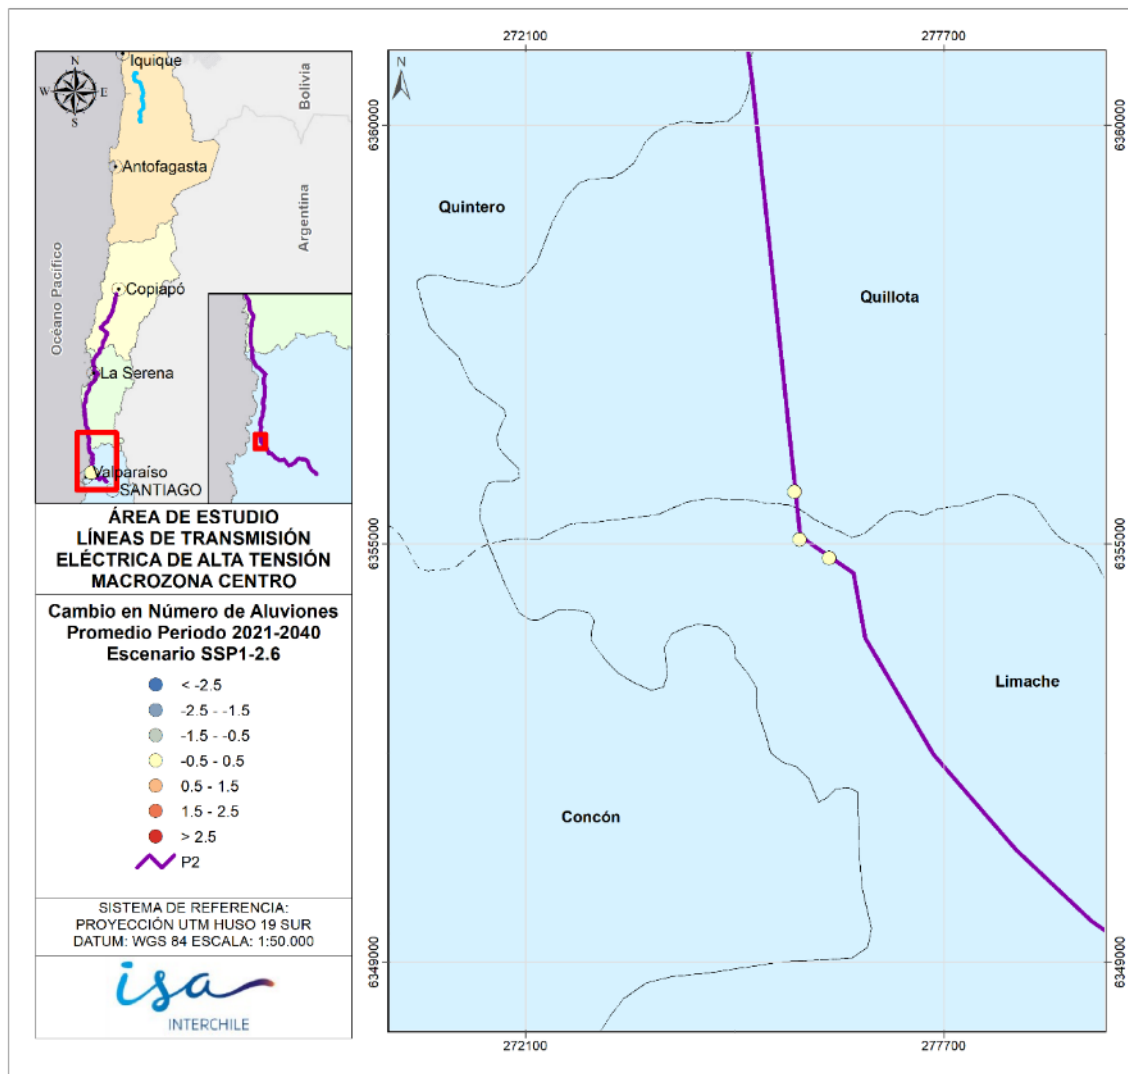 Iquique
N
W
E
S
Bolivia
Antofagasta
Argentina
Océano Pacífico
Copiapó
La Serena
Valparaíso
SANTIAGO
ÁREA DE ESTUDIO
LÍNEAS DE TRANSMISIÓN
ELÉCTRICA DE ALTA TENSIÓN
MACROZONA CENTRO
Cambio en Número de Aluviones
Promedio Periodo 2021-2040
Escenario SSP1-2.6
< -2.5
-2.5 - -1.5
-1.5 - -0.5
-0.5 - 0.5
0.5 - 1.5
1.5 - 2.5
> 2.5
P2
SISTEMA DE REFERENCIA:
PROYECCIÓN UTM HUSO 19 SUR
DATUM: WGS 84 ESCALA: 1:50.000
isa
INTERCHILE
272100
277700
N
6360000
6360000
Quintero
Quillota
6355000
6355000
Limache
Concón
6349000
6349000
272100
277700